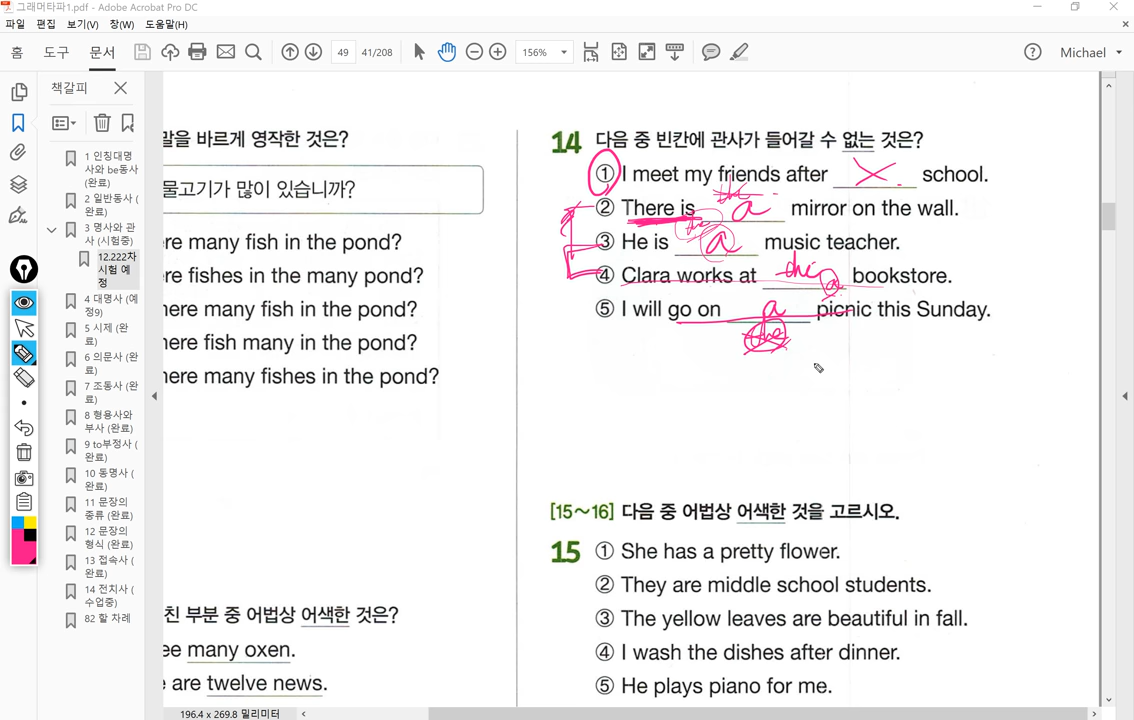 그래머타파1.pdf - Adobe Acrobat Pro DC
파일 편집 보기(V) 창(W) 도움말(H)
홈 도구 문서 49 41/208 156% Michael
책갈피
1 인칭대명
사와 be동사
(완료)
2 일반동사 (
완료)
3 명사와 관
사 (시험중)
12.222차
시험 예
정
4 대명사 (예
정9)
5 시제 (완
료)
6 의문사 (완
료)
7 조동사 (완
료)
8 형용사와
부사 (완료)
9 to부정사 (
완료)
10 동명사 (
완료)
11 문장의
종류 (완료)
12 문장의
형식 (완료)
13 접속사 (
완료)
14 전치사 (
수업중)
82 할 차례
말을 바르게 영작한 것은?
물고기가 많이 있습니까?
ere many fish in the pond?
ere fishes in the many pond?
here many fish in the pond?
here fish many in the pond?
here many fishes in the pond?
친 부분 중 어법상 어색한 것은?
ee many oxen.
e are twelve news.
14 다음 중 빈칸에 관사가 들어갈 수 없는 것은?
① I meet my friends after X school.
the
② There is a mirror on the wall.
the
③ He is a music teacher.
④ Clara works at the a bookstore.
⑤ I will go on a picnic this Sunday.
the
[15~16] 다음 중 어법상 어색한 것을 고르시오.
15 ① She has a pretty flower.
② They are middle school students.
③ The yellow leaves are beautiful in fall.
④ I wash the dishes after dinner.
⑤ He plays piano for me.
196.4 x 269.8 밀리미터